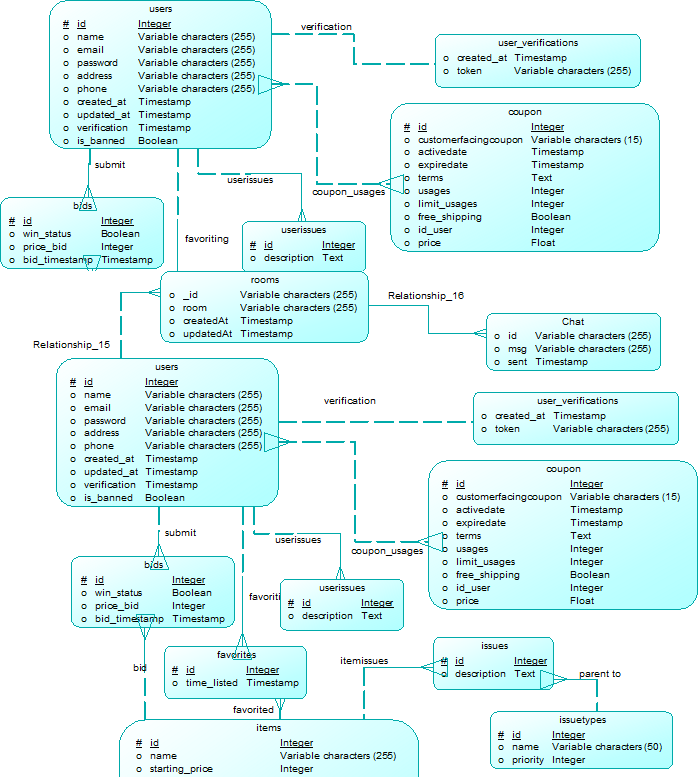 users
# id Integer
o name Variable characters (255)
o email Variable characters (255)
o password Variable characters (255)
o address Variable characters (255)
o phone Variable characters (255)
o created_at Timestamp
o updated_at Timestamp
o verification Timestamp
o is_banned Boolean
verification
user_verifications
o created_at Timestamp
o token Variable characters (255)
coupon
# id Integer
o customerfacingcoupon Variable characters (15)
o activedate Timestamp
o expiredate Timestamp
o terms Text
o usages Integer
o limit_usages Integer
o free_shipping Boolean
o id_user Integer
o price Float
coupon_usages
submit
userissues
favoriting
bids
# id Integer
o win_status Boolean
o price_bid Integer
o bid_timestamp Timestamp
userissues
# id Integer
o description Text
rooms
o _id Variable characters (255)
o room Variable characters (255)
o createdAt Timestamp
o updatedAt Timestamp
Relationship_16
Chat
o id Variable characters (255)
o msg Variable characters (255)
o sent Timestamp
Relationship_15
users
# id Integer
o name Variable characters (255)
o email Variable characters (255)
o password Variable characters (255)
o address Variable characters (255)
o phone Variable characters (255)
o created_at Timestamp
o updated_at Timestamp
o verification Timestamp
o is_banned Boolean
verification
user_verifications
o created_at Timestamp
o token Variable characters (255)
coupon
# id Integer
o customerfacingcoupon Variable characters (15)
o activedate Timestamp
o expiredate Timestamp
o terms Text
o usages Integer
o limit_usages Integer
o free_shipping Boolean
o id_user Integer
o price Float
coupon_usages
submit
userissues
bids
# id Integer
o win_status Boolean
o price_bid Integer
o bid_timestamp Timestamp
favoriti
userissues
# id Integer
o description Text
bid
favorites
# id Integer
o time_listed Timestamp
favorited
itemissues
issues
# id Integer
o description Text
parent to
issuetypes
# id Integer
o name Variable characters (50)
o priority Integer
items
# id Integer
o name Variable characters (255)
o starting_price Integer